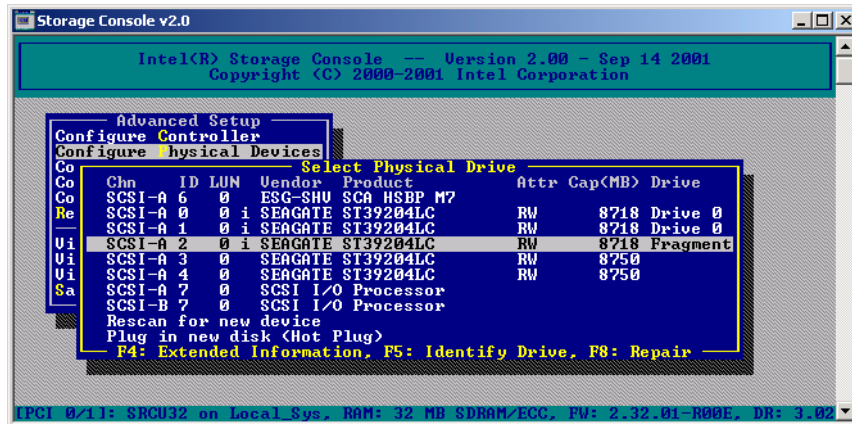 Storage Console v2.0
Intel(R) Storage Console -- Version 2.00 - Sep 14 2001
Copyright (C) 2000-2001 Intel Corporation
Advanced Setup
Configure Controller
Configure Physical Devices
Co
Select Physical Drive
Co Chn ID LUN Vendor Product Attr Cap(MB) Drive
Co SCSI-A 6 0 ESG-SHV SCA HSBP M7
Re SCSI-A 0 0 i SEAGATE ST39204LC RW 8718 Drive 0
SCSI-A 1 0 i SEAGATE ST39204LC RW 8718 Drive 0
Vi SCSI-A 2 0 i SEAGATE ST39204LC RW 8718 Fragment
Vi SCSI-A 3 0 SEAGATE ST39204LC RW 8750
Vi SCSI-A 4 0 SEAGATE ST39204LC RW 8750
Sa SCSI-A 7 0 SCSI I/O Processor
SCSI-B 7 0 SCSI I/O Processor
Rescan for new device
Plug in new disk (Hot Plug)
F4: Extended Information, F5: Identify Drive, F8: Repair
[PCI 0/1]: SRCU32 on Local_Sys, RAM: 32 MB SDRAM/ECC, FW: 2.32.01-R00E, DR: 3.02